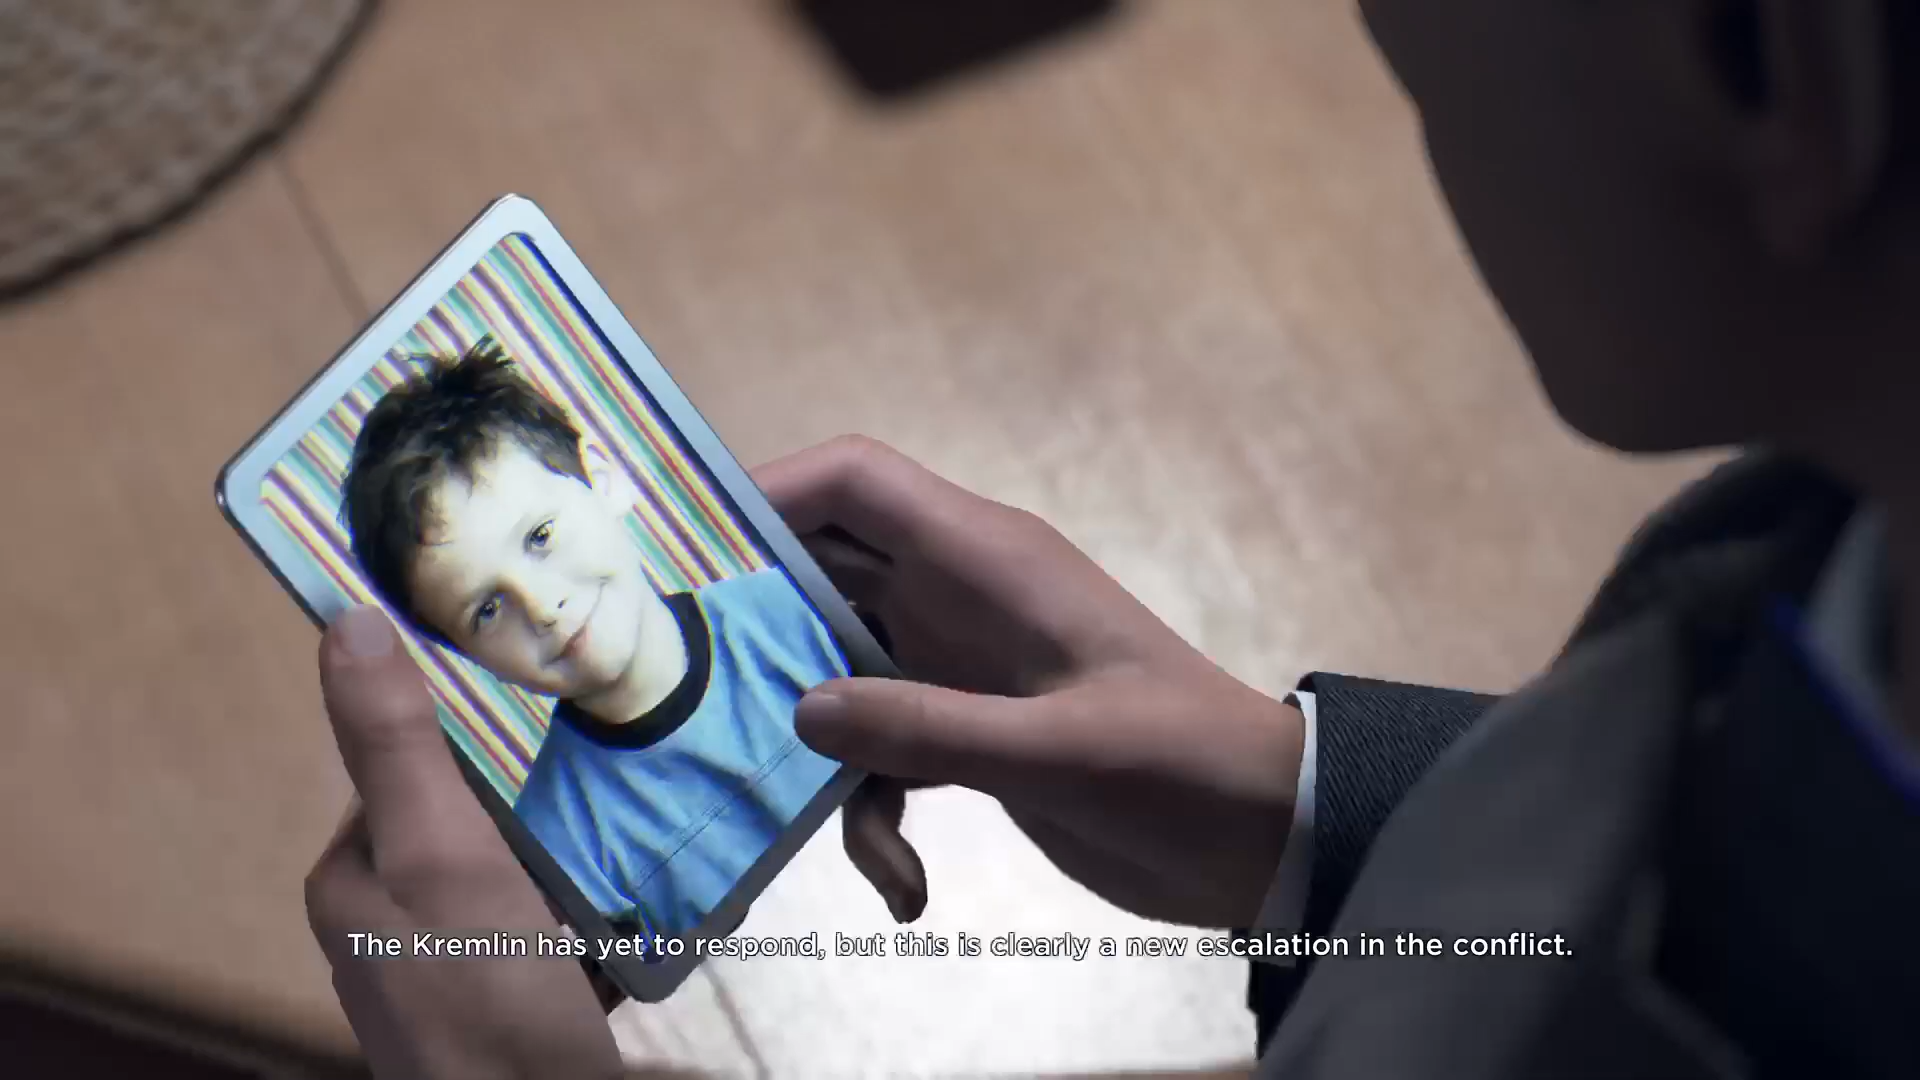 The Kremlin has yet to respond, but this is clearly a new escalation in the conflict.